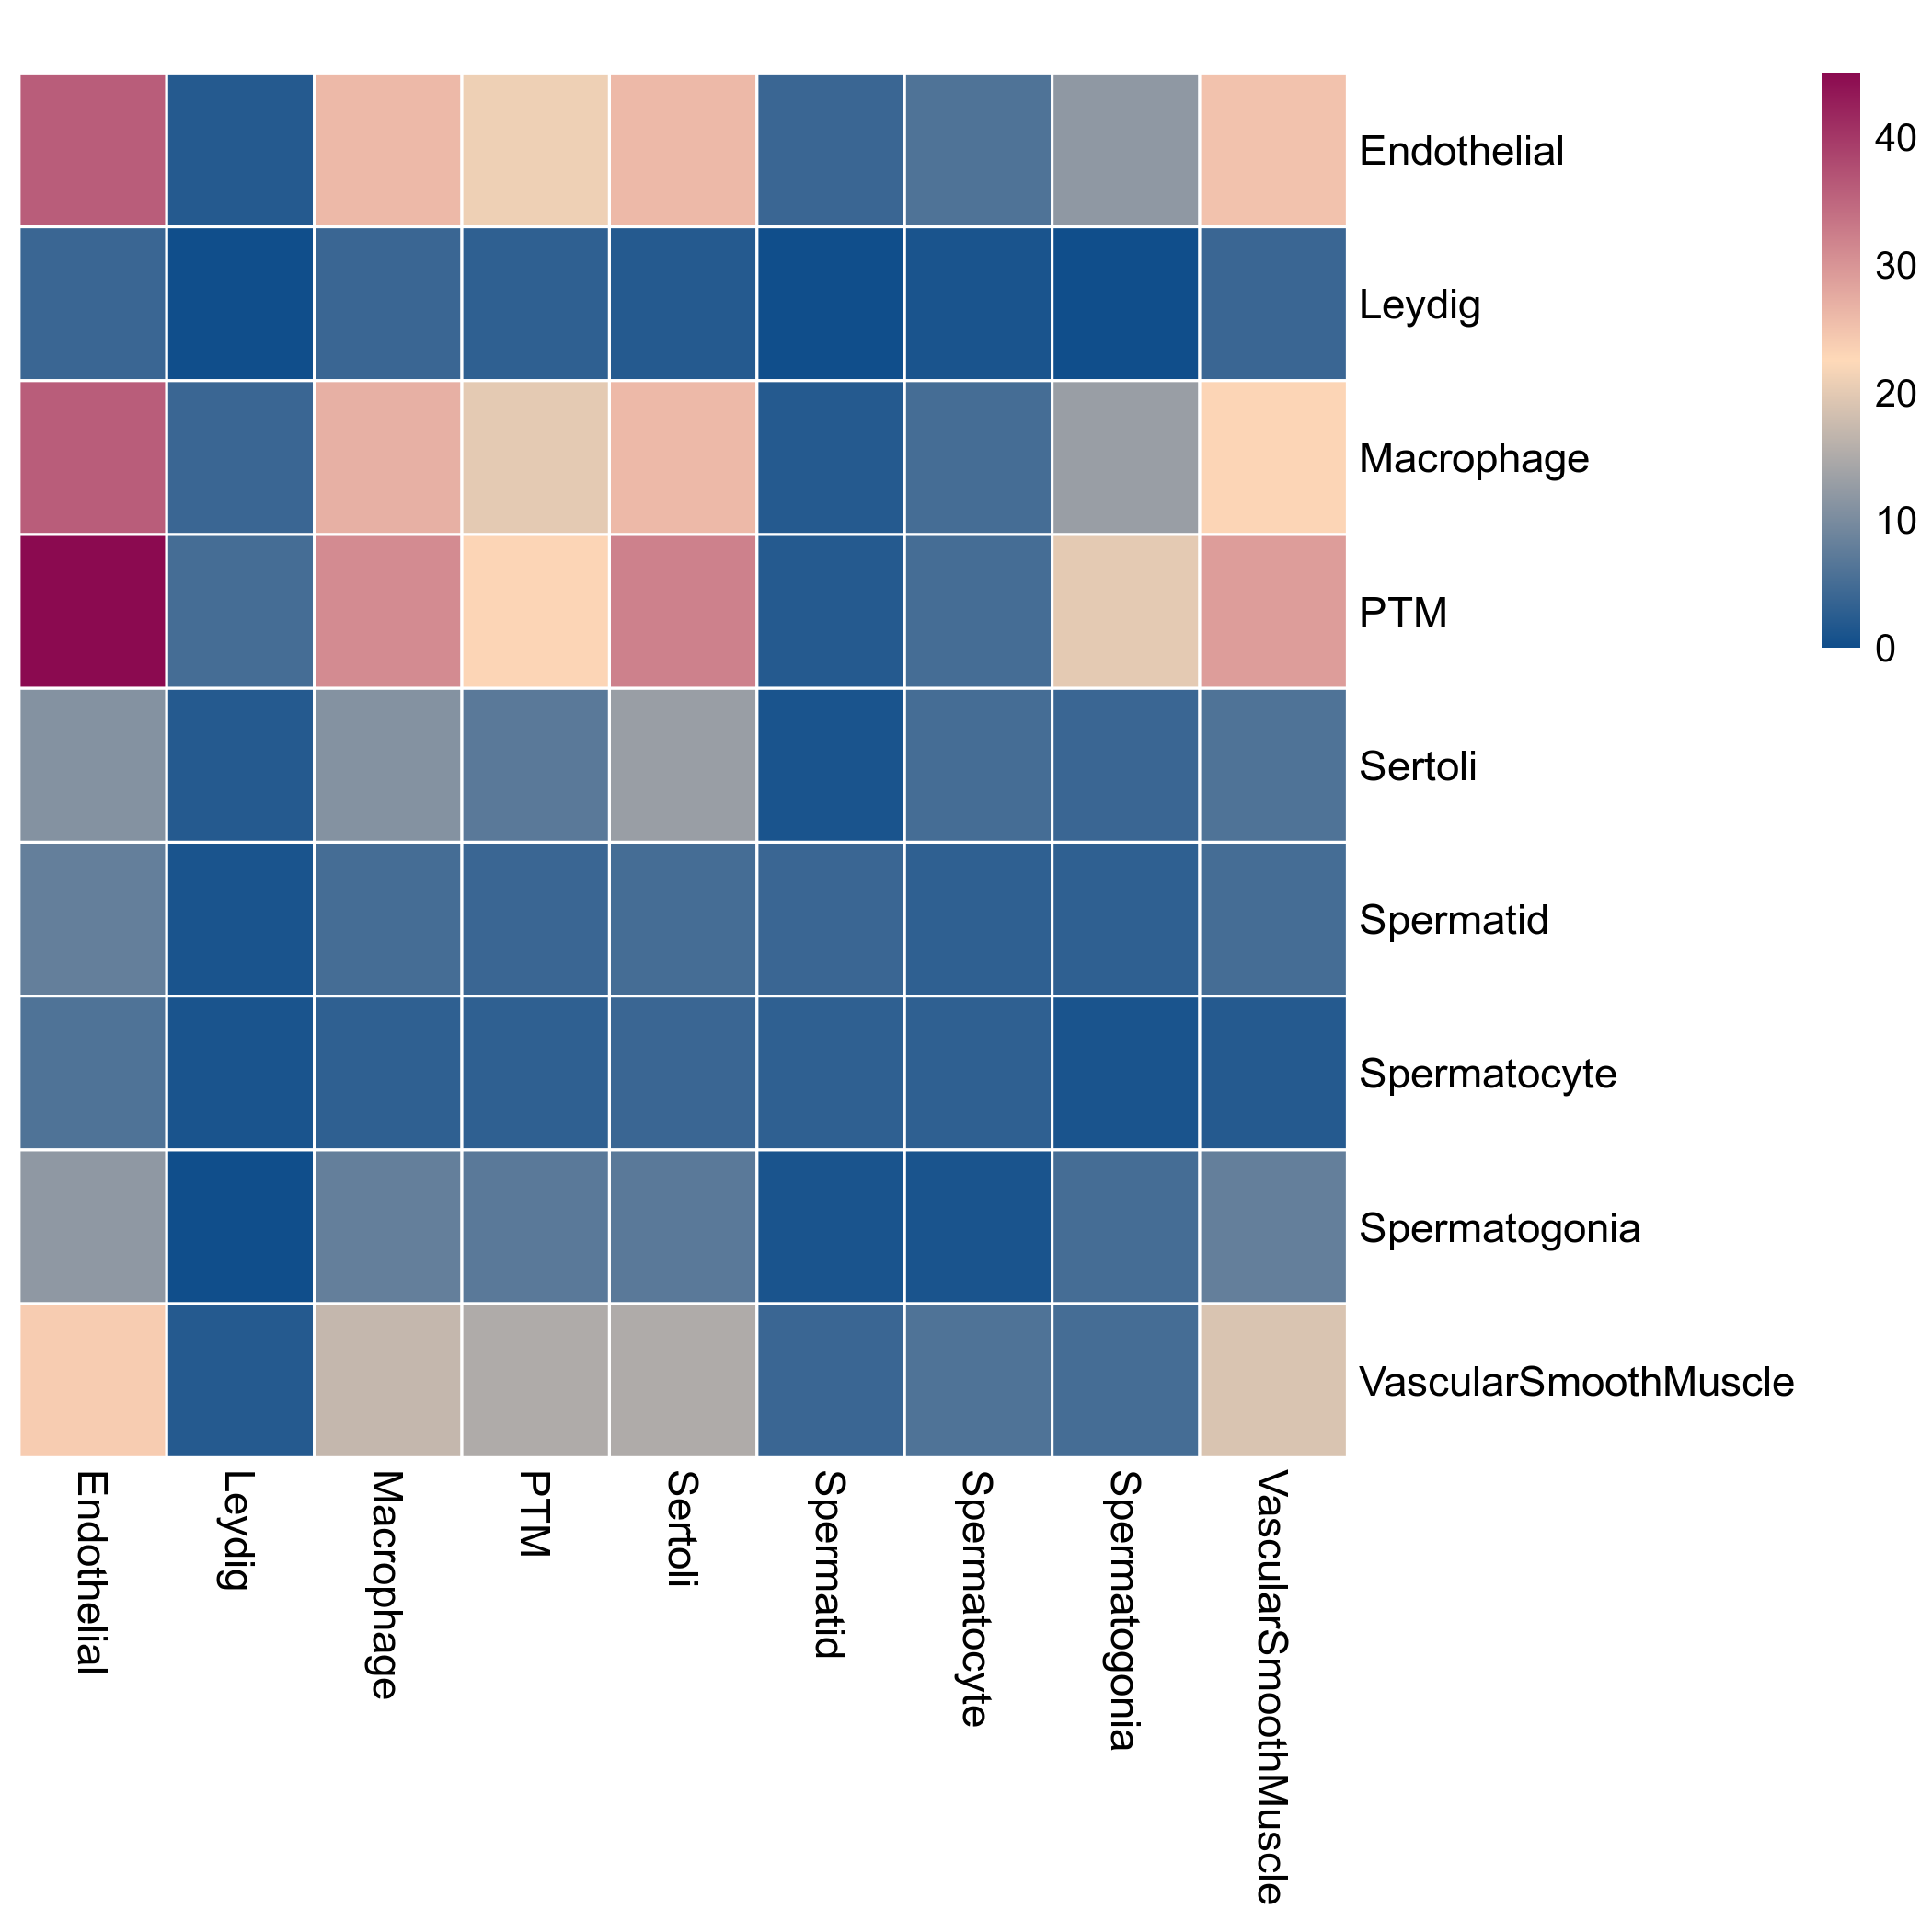 Endothelial
Leydig
Macrophage
PTM
Sertoli
Spermatid
Spermatocyte
Spermatogonia
VascularSmoothMuscle
40
30
20
10
0
Endothelial
Leydig
Macrophage
PTM
Sertoli
Spermatid
Spermatocyte
Spermatogonia
VascularSmoothMuscle